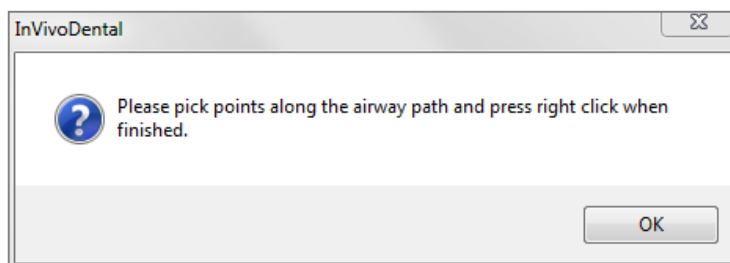 InVivoDental
Please pick points along the airway path and press right click when
finished.
OK